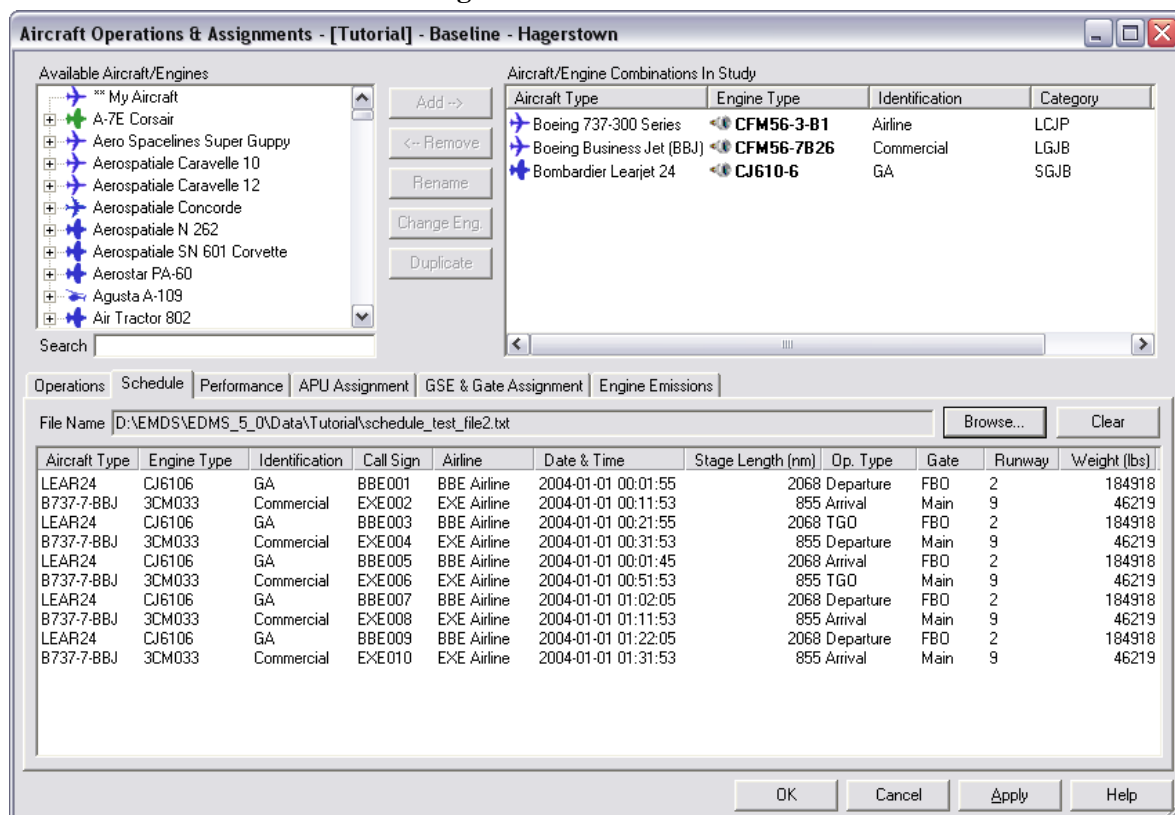 Aircraft Operations & Assignments - [Tutorial] - Baseline - Hagerstown
Available Aircraft/Engines
** My Aircraft
A-7E Corsair
Aero Spacelines Super Guppy
Aerospatiale Caravelle 10
Aerospatiale Caravelle 12
Aerospatiale Concorde
Aerospatiale N 262
Aerospatiale SN 601 Corvette
Aerostar PA-60
Agusta A-109
Air Tractor 802
Search
Add -->
<-- Remove
Rename
Change Eng.
Duplicate
Aircraft/Engine Combinations In Study
Aircraft Type Engine Type Identification Category
Boeing 737-300 Series CFM56-3-B1 Airline LCJP
Boeing Business Jet (BBJ) CFM56-7B26 Commercial LGJB
Bombardier Learjet 24 CJ610-6 GA SGJB
Operations Schedule Performance APU Assignment GSE & Gate Assignment Engine Emissions
File Name D:\EMDS\EDMS_5_0\Data\Tutorial\schedule_test_file2.txt Browse... Clear
Aircraft Type Engine Type Identification Call Sign Airline Date & Time Stage Length (nm) Op. Type Gate Runway Weight (lbs)
LEAR24 CJ6106 GA BBE001 BBE Airline 2004-01-01 00:01:55 2068 Departure FBO 2 184918
B737-7-BBJ 3CM033 Commercial EXE002 EXE Airline 2004-01-01 00:11:53 855 Arrival Main 9 46219
LEAR24 CJ6106 GA BBE003 BBE Airline 2004-01-01 00:21:55 2068 TGO FBO 2 184918
B737-7-BBJ 3CM033 Commercial EXE004 EXE Airline 2004-01-01 00:31:53 855 Departure Main 9 46219
LEAR24 CJ6106 GA BBE005 BBE Airline 2004-01-01 00:01:45 2068 Arrival FBO 2 184918
B737-7-BBJ 3CM033 Commercial EXE006 EXE Airline 2004-01-01 00:51:53 855 TGO Main 9 46219
LEAR24 CJ6106 GA BBE007 BBE Airline 2004-01-01 01:02:05 2068 Departure FBO 2 184918
B737-7-BBJ 3CM033 Commercial EXE008 EXE Airline 2004-01-01 01:11:53 855 Arrival Main 9 46219
LEAR24 CJ6106 GA BBE009 BBE Airline 2004-01-01 01:22:05 2068 Departure FBO 2 184918
B737-7-BBJ 3CM033 Commercial EXE010 EXE Airline 2004-01-01 01:31:53 855 Arrival Main 9 46219
OK Cancel Apply Help